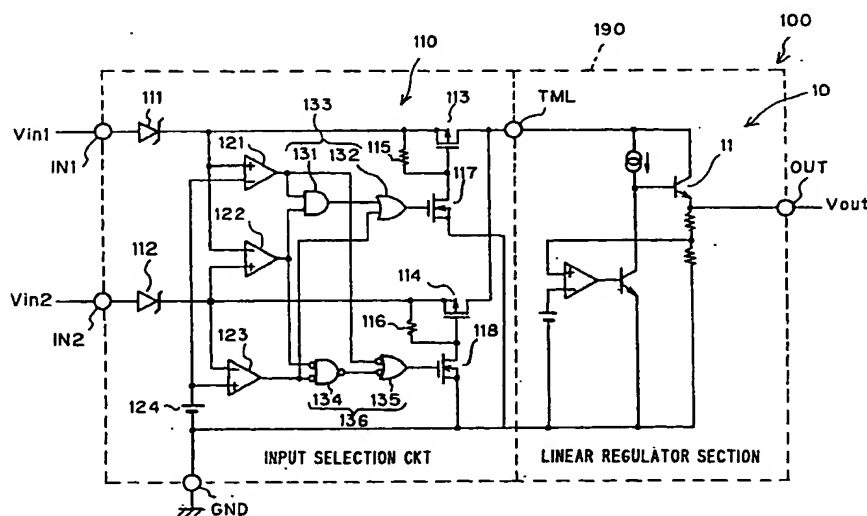 100
190
110
TML
10
133
113
111
131
132
115
121
11
Vin1
IN1
117
OUT
Vout
122
112
114
Vin2
IN2
116
123
118
134
135
124
136
INPUT SELECTION CKT
LINEAR REGULATOR SECTION
GND